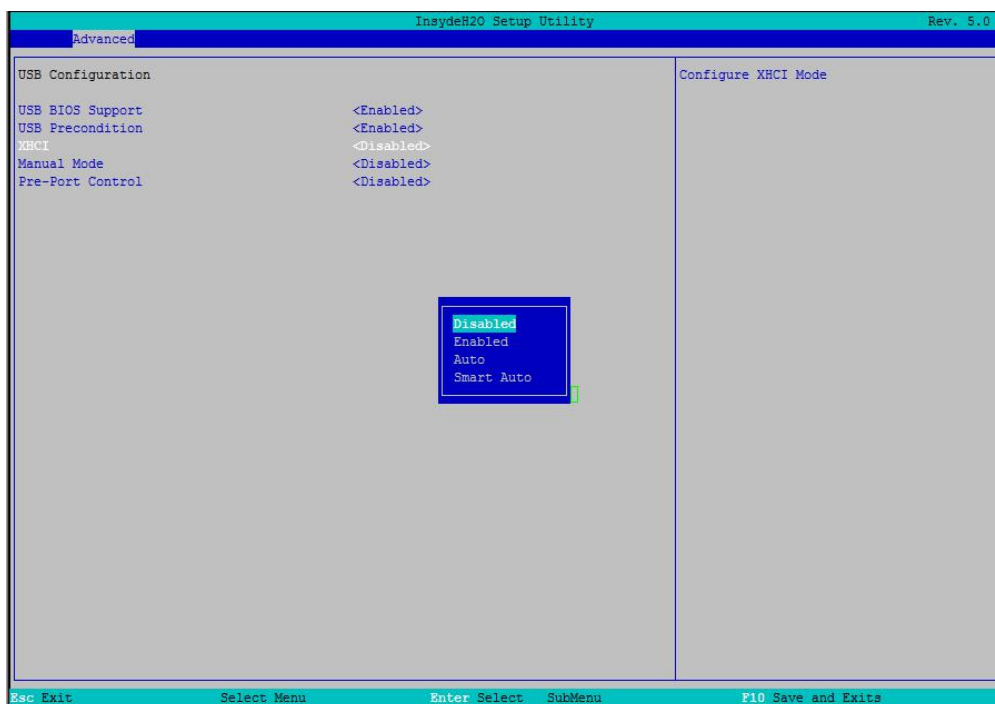 InsydeH2O Setup Utility Rev. 5.0
Advanced
USB Configuration
Configure XHCI Mode
USB BIOS Support <Enabled>
USB Precondition <Enabled>
XHCI <Disabled>
Manual Mode <Disabled>
Pre-Port Control <Disabled>
Disabled
Enabled
Auto
Smart Auto
Esc Exit Select Menu Enter Select SubMenu F10 Save and Exits